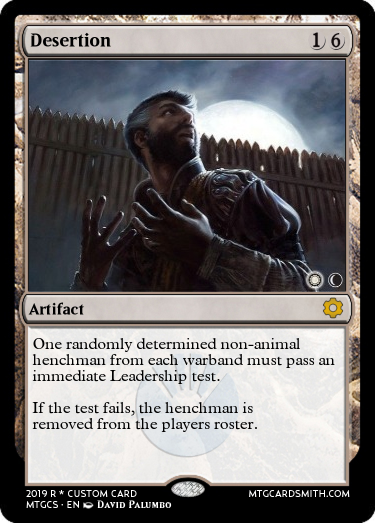 Desertion
1/6
Artifact
One randomly determined non-animal
henchman from each warband must pass an
immediate Leadership test.
If the test fails, the henchman is
removed from the players roster.
2019 R * CUSTOM CARD
MTGCS · EN DAVID PALUMBO
MTGCARDSMITH.COM